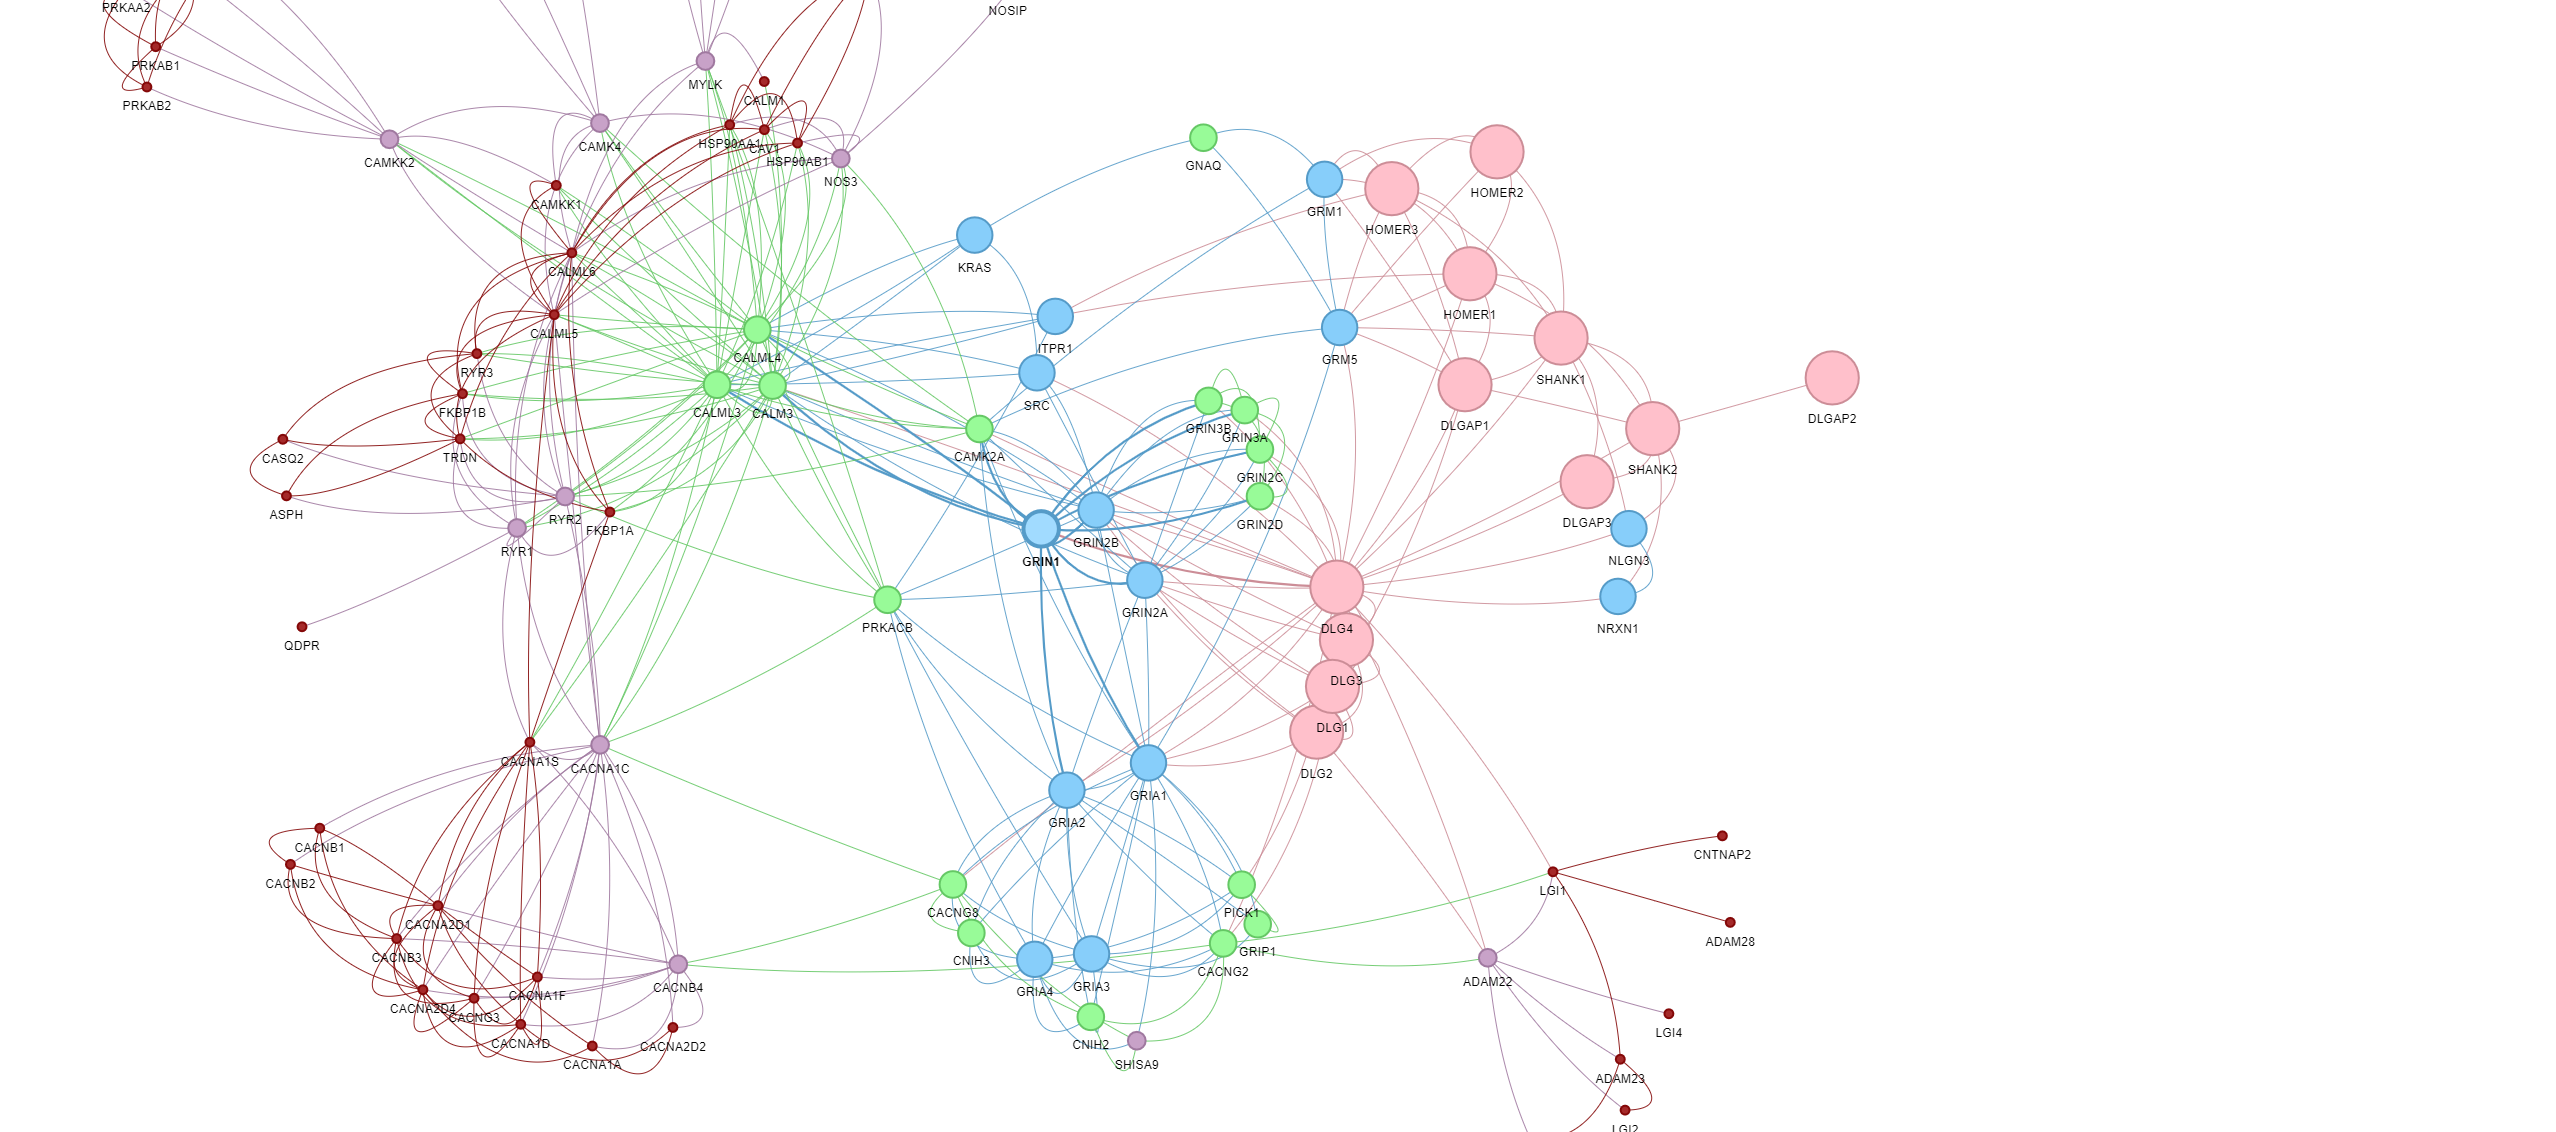 PRKAA2
NOSIP
PRKAB1
MYLK
CALM1
PRKAB2
CAMKK2
CAMK4
HSP90AA1
CAV1
HSP90AB1
NOS3
GNAQ
HOMER2
CAMKK1
GRM1
HOMER3
CALML6
KRAS
HOMER1
CALML5
ITPR1
CALML4
GRM5
RYR3
SHANK1
FKBP1B
CALML3
CALM3
SRC
DLGAP2
DLGAP1
GRIN3B
GRIN3A
CASQ2
TRDN
CAMK2A
SHANK2
GRIN2C
ASPH
RYR2
FKBP1A
GRIN2D
DLGAP3
RYR1
GRIN1
GRIN2B
NLGN3
GRIN2A
PRKACB
DLG4
NRXN1
QDPR
DLG3
DLG1
CACNA1S
CACNA1C
DLG2
GRIA1
GRIA2
CACNB1
CNTNAP2
CACNB2
LGI1
CACNG8
PICK1
CACNA2D1
ADAM28
CACNB3
CNIH3
GRIP1
CACNG2
ADAM22
CACNB4
GRIA4
GRIA3
CACNA1F
CACNA2D4
CACNG3
LGI4
CACNA1D
CACNA2D2
CNIH2
CACNA1A
SHISA9
ADAM23
LGI2